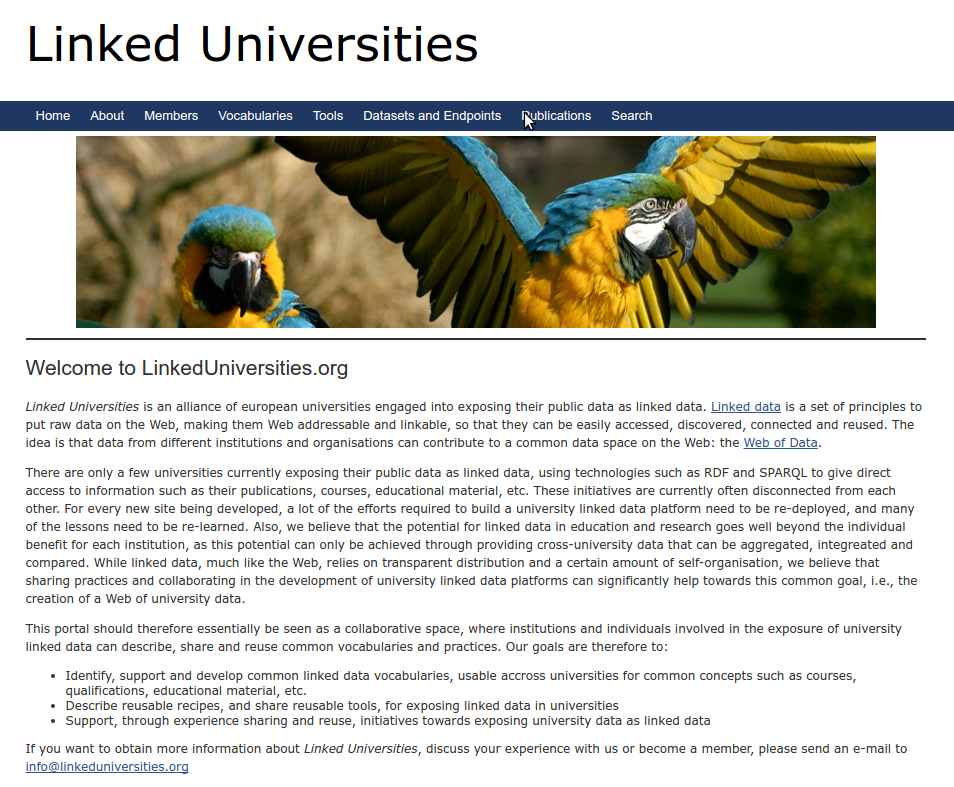 Linked Universities
Home About Members Vocabularies Tools Datasets and Endpoints Publications Search
Welcome to LinkedUniversities.org
Linked Universities is an alliance of european universities engaged into exposing their public data as linked data. Linked data is a set of principles to
put raw data on the Web, making them Web addressable and linkable, so that they can be easily accessed, discovered, connected and reused. The
idea is that data from different institutions and organisations can contribute to a common data space on the Web: the Web of Data.
There are only a few universities currently exposing their public data as linked data, using technologies such as RDF and SPARQL to give direct
access to information such as their publications, courses, educational material, etc. These initiatives are currently often disconnected from each
other. For every new site being developed, a lot of the efforts required to build a university linked data platform need to be re-deployed, and many
of the lessons need to be re-learned. Also, we believe that the potential for linked data in education and research goes well beyond the individual
benefit for each institution, as this potential can only be achieved through providing cross-university data that can be aggregated, integreated and
compared. While linked data, much like the Web, relies on transparent distribution and a certain amount of self-organisation, we believe that
sharing practices and collaborating in the development of university linked data platforms can significantly help towards this common goal, i.e., the
creation of a Web of university data.
This portal should therefore essentially be seen as a collaborative space, where institutions and individuals involved in the exposure of university
linked data can describe, share and reuse common vocabularies and practices. Our goals are therefore to:
• Identify, support and develop common linked data vocabularies, usable accross universities for common concepts such as courses,
qualifications, educational material, etc.
• Describe reusable recipes, and share reusable tools, for exposing linked data in universities
• Support, through experience sharing and reuse, initiatives towards exposing university data as linked data
If you want to obtain more information about Linked Universities, discuss your experience with us or become a member, please send an e-mail to
info@linkeduniversities.org